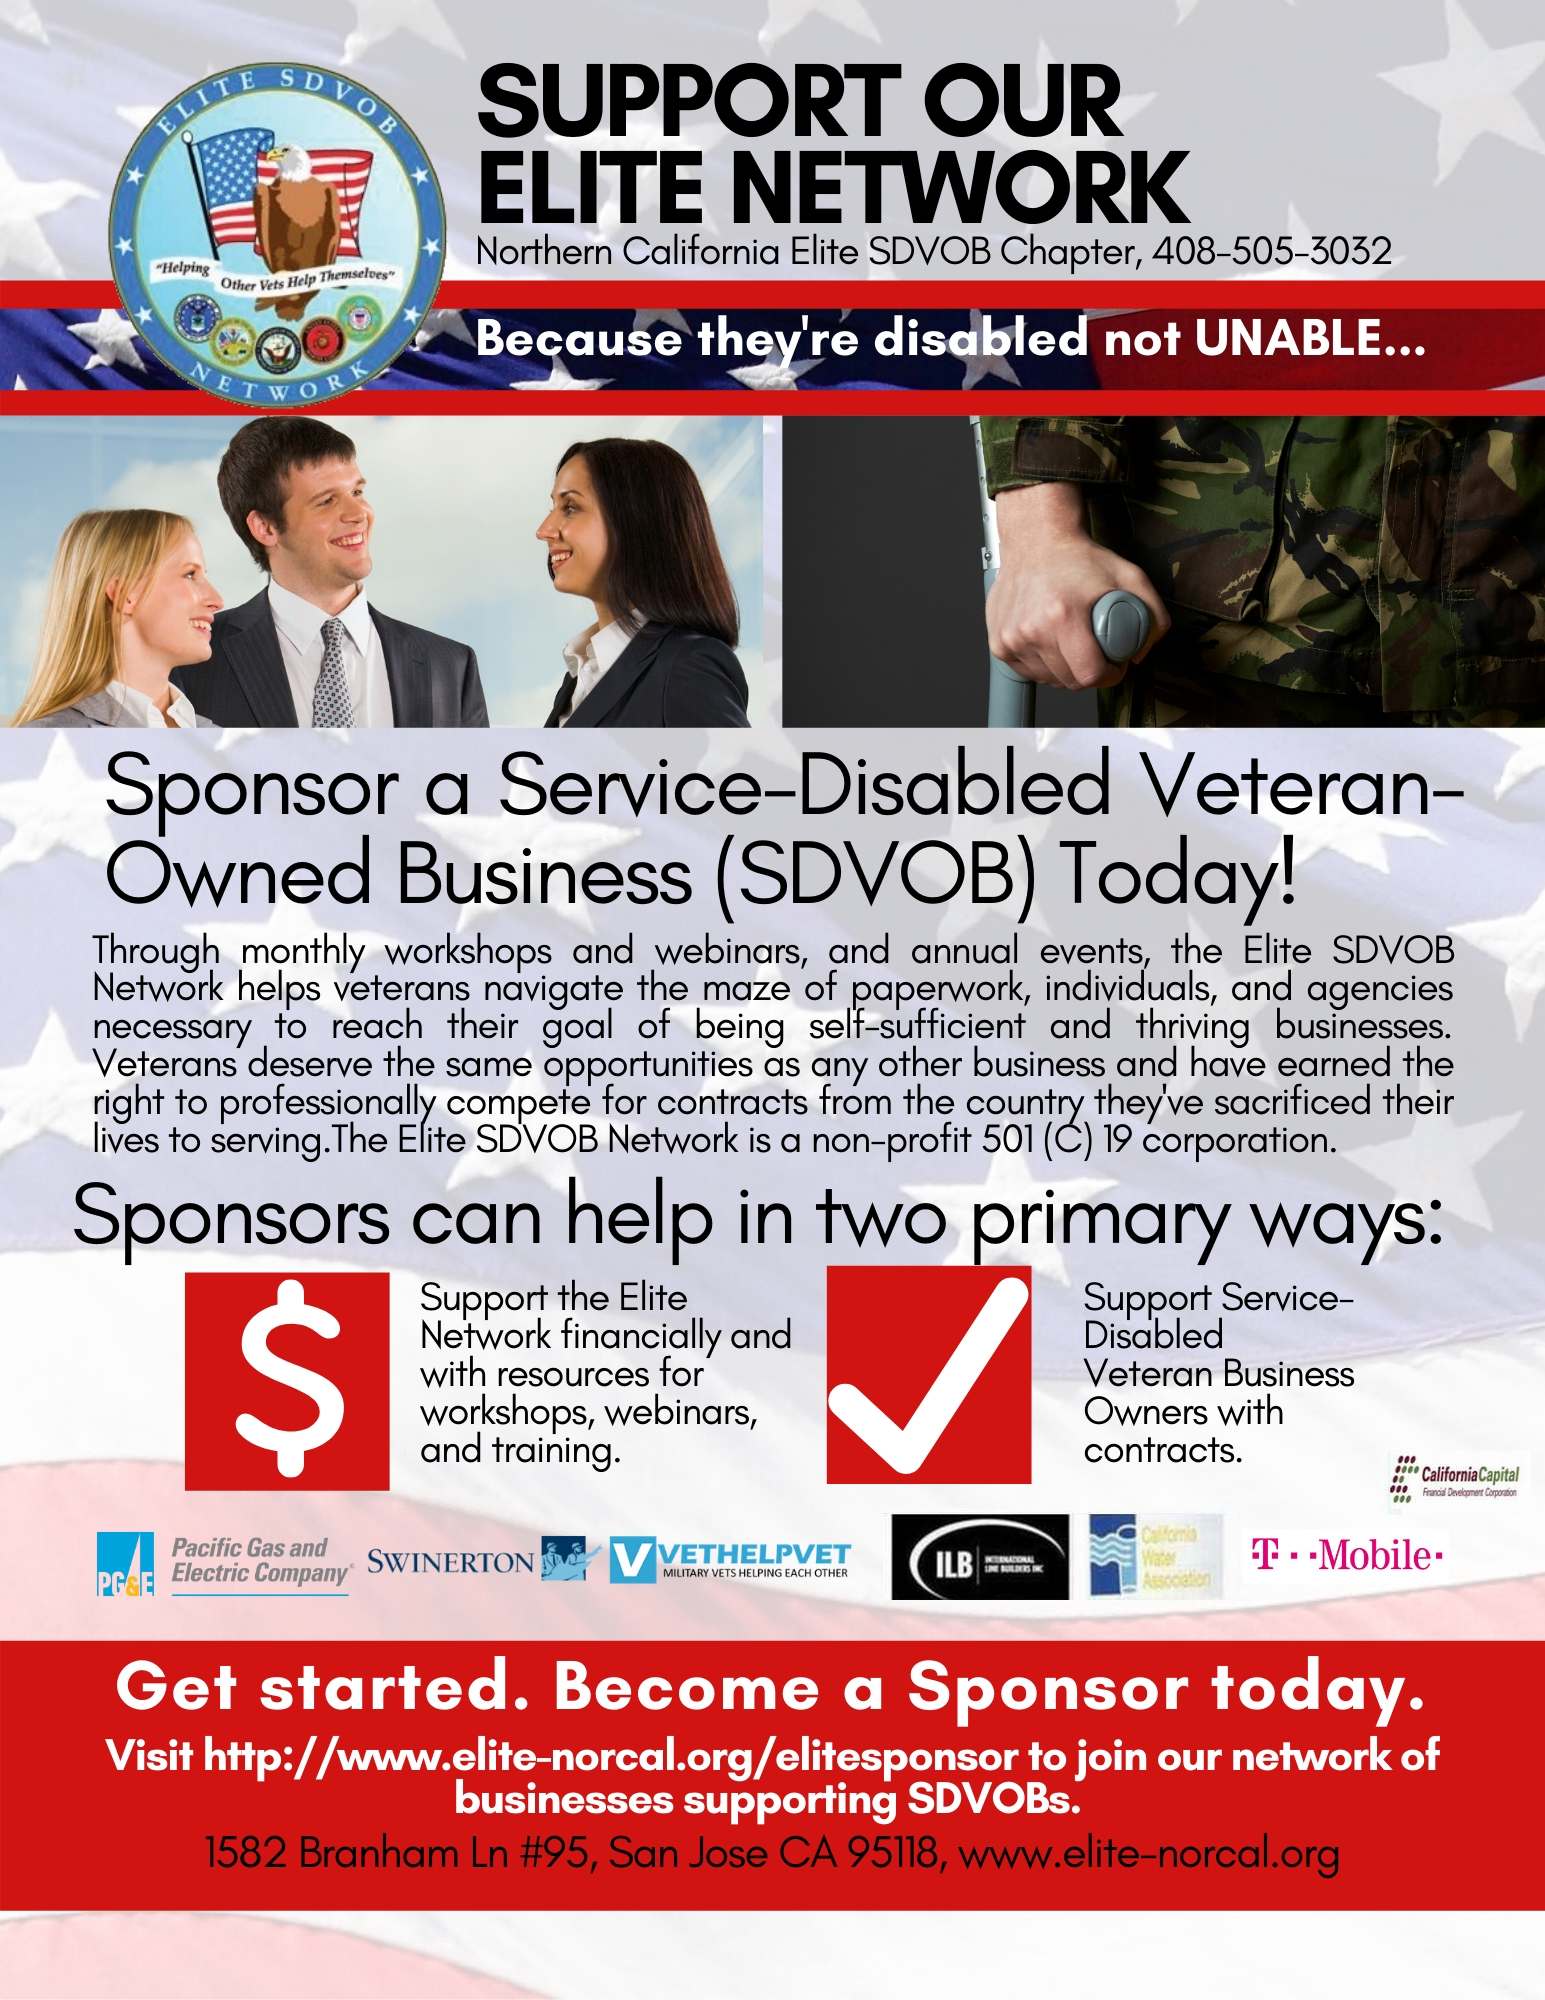 ELITE SDVOB
NETWORK
"Helping
Other Vets Help Themselves"
SUPPORT OUR
ELITE NETWORK
Northern California Elite SDVOB Chapter, 408-505-3032
Because they're disabled not UNABLE...
Sponsor a Service-Disabled Veteran-
Owned Business (SDVOB) Today!
Through monthly workshops and webinars, and annual events, the Elite SDVOB
Network helps veterans navigate the maze of paperwork, individuals, and agencies
necessary to reach their goal of being self-sufficient and thriving businesses.
Veterans deserve the same opportunities as any other business and have earned the
right to professionally compete for contracts from the country they've sacrificed their
lives to serving.The Elite SDVOB Network is a non-profit 501 (C) 19 corporation.
Sponsors can help in two primary ways:
$
Support the Elite
Network financially and
with resources for
workshops, webinars,
and training.
Support Service-
Disabled
Veteran Business
Owners with
contracts.
CaliforniaCapital
Financial Development Corporation
PG&E
Pacific Gas and
Electric Company
SWINERTON
V VETHELPVET
MILITARY VETS HELPING EACH OTHER
ILB
INTERNATIONAL
LINE BUILDERS INC
California
Water
Association
T··Mobile·
Get started. Become a Sponsor today.
Visit http://www.elite-norcal.org/elitesponsor to join our network of
businesses supporting SDVOBs.
1582 Branham Ln #95, San Jose CA 95118, www.elite-norcal.org